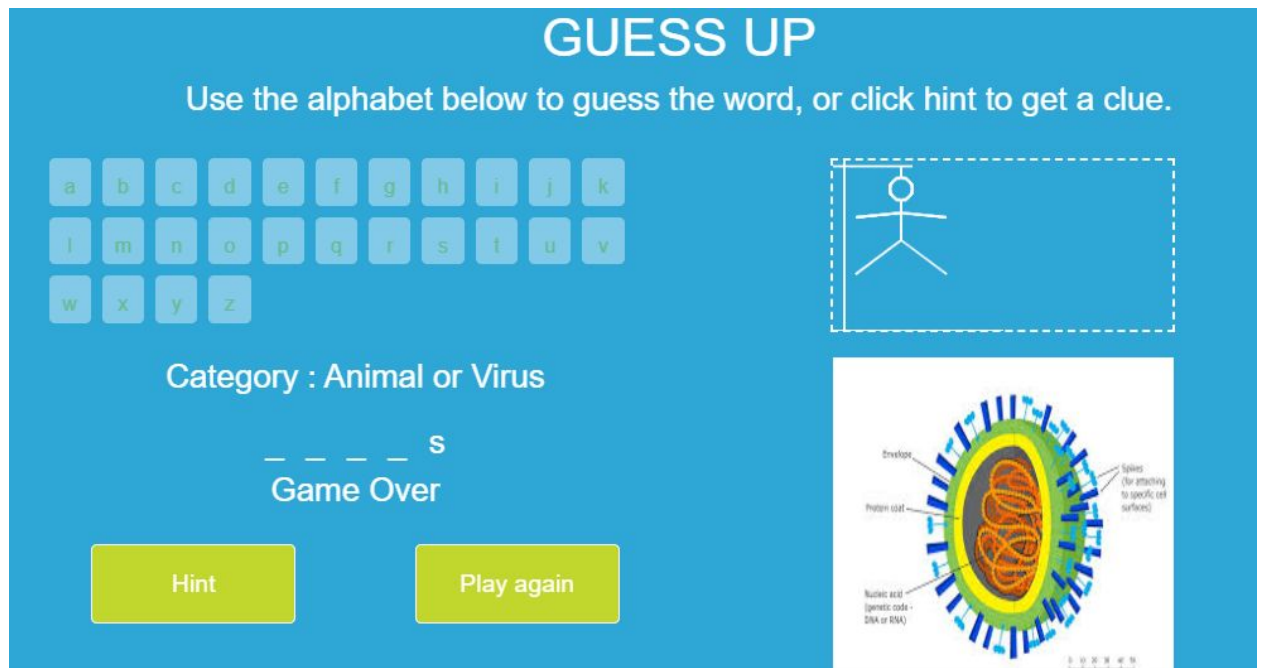 GUESS UP
Use the alphabet below to guess the word, or click hint to get a clue.
a b c d e f g h i j k
l m n o p q r s t u v
w x y z
Category : Animal or Virus
_ _ _ _ s
Game Over
Hint
Play again
Envelope
Protein coat
Nucleic acid
(genetic code -
DNA or RNA)
Spikes
(for attaching
to specific cell
surfaces)